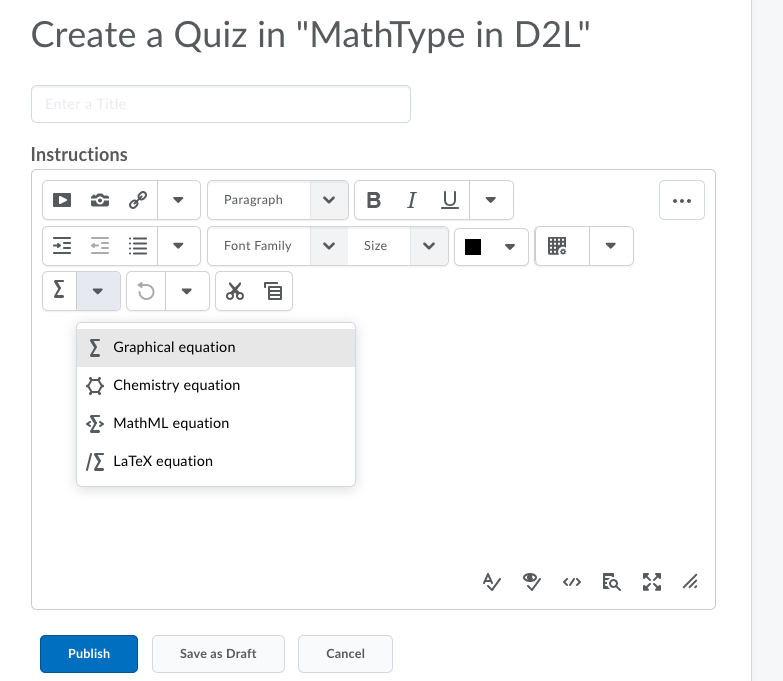 Create a Quiz in "MathType in D2L"
Enter a Title
Instructions
Paragraph
B I U
Font Family
Size
Σ
Σ Graphical equation
Chemistry equation
<Σ> MathML equation
/Σ LaTeX equation
Publish
Save as Draft
Cancel